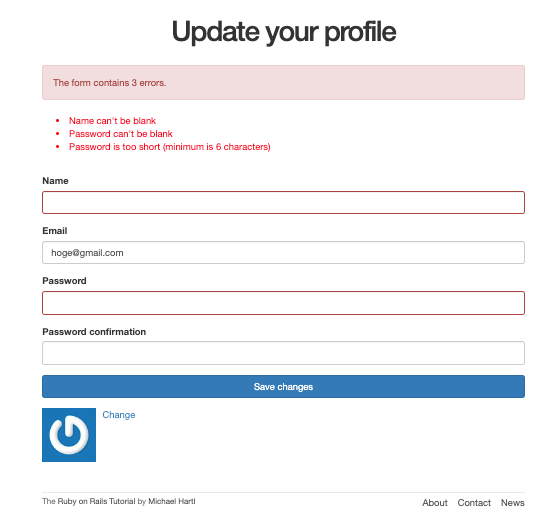 Update your profile
The form contains 3 errors.
• Name can't be blank
• Password can't be blank
• Password is too short (minimum is 6 characters)
Name
Email
hoge@gmail.com
Password
Password confirmation
Save changes
Change
The Ruby on Rails Tutorial by Michael Hartl
About Contact News